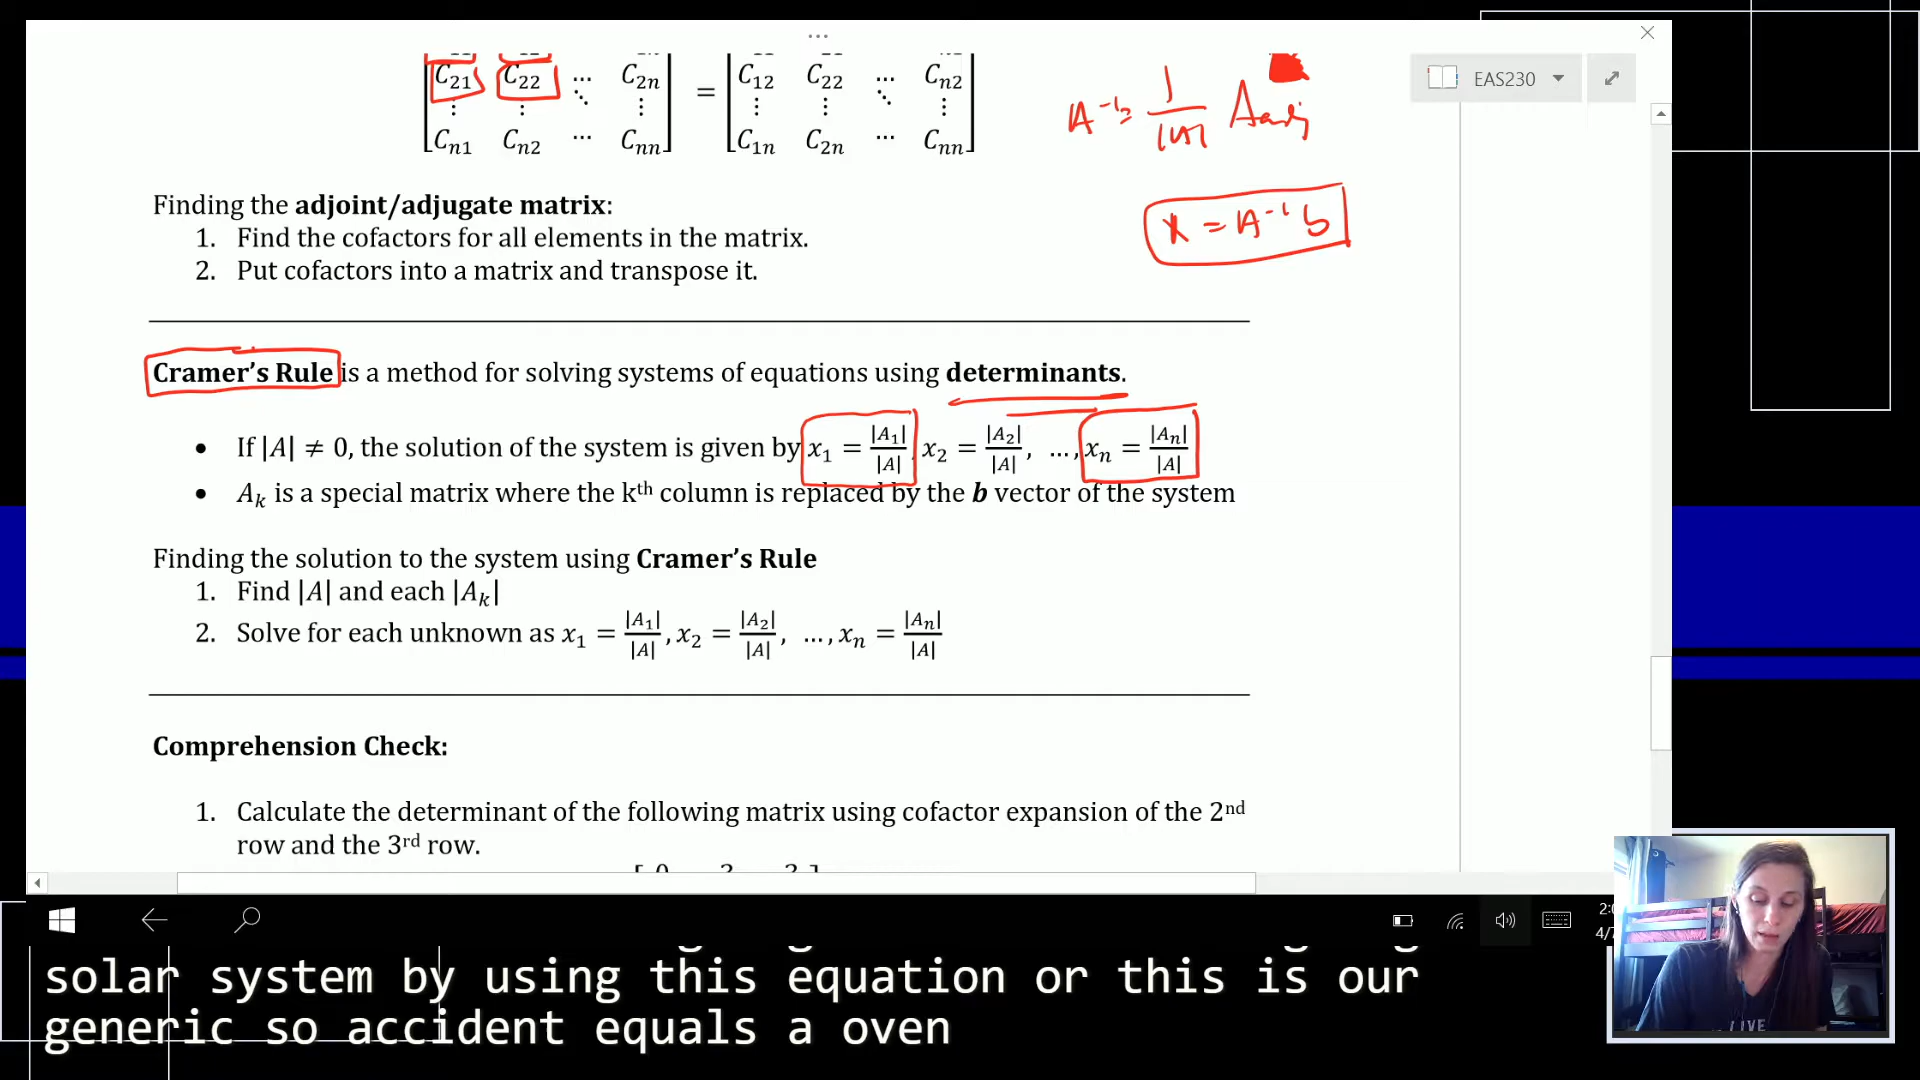 ...
C21 C22 ... C2n = C12 C22 ... Cn2
⋮ ⋮ ⋱ ⋮ ⋮ ⋮ ⋱ ⋮
Cn1 Cn2 ... Cnn C1n C2n ... Cnn
A⁻¹ = 1/|A| Aadj
EAS230
x = A⁻¹ b
Finding the adjoint/adjugate matrix:
1. Find the cofactors for all elements in the matrix.
2. Put cofactors into a matrix and transpose it.
Cramer's Rule is a method for solving systems of equations using determinants.
• If |A| ≠ 0, the solution of the system is given by x₁ = |A₁|/|A|, x₂ = |A₂|/|A|, ..., xₙ = |Aₙ|/|A|
• Aₖ is a special matrix where the kᵗʰ column is replaced by the b vector of the system
Finding the solution to the system using Cramer's Rule
1. Find |A| and each |Aₖ|
2. Solve for each unknown as x₁ = |A₁|/|A|, x₂ = |A₂|/|A|, ..., xₙ = |Aₙ|/|A|
Comprehension Check:
1. Calculate the determinant of the following matrix using cofactor expansion of the 2ⁿᵈ
row and the 3ʳᵈ row.
solar system by using this equation or this is our
generic so accident equals a oven